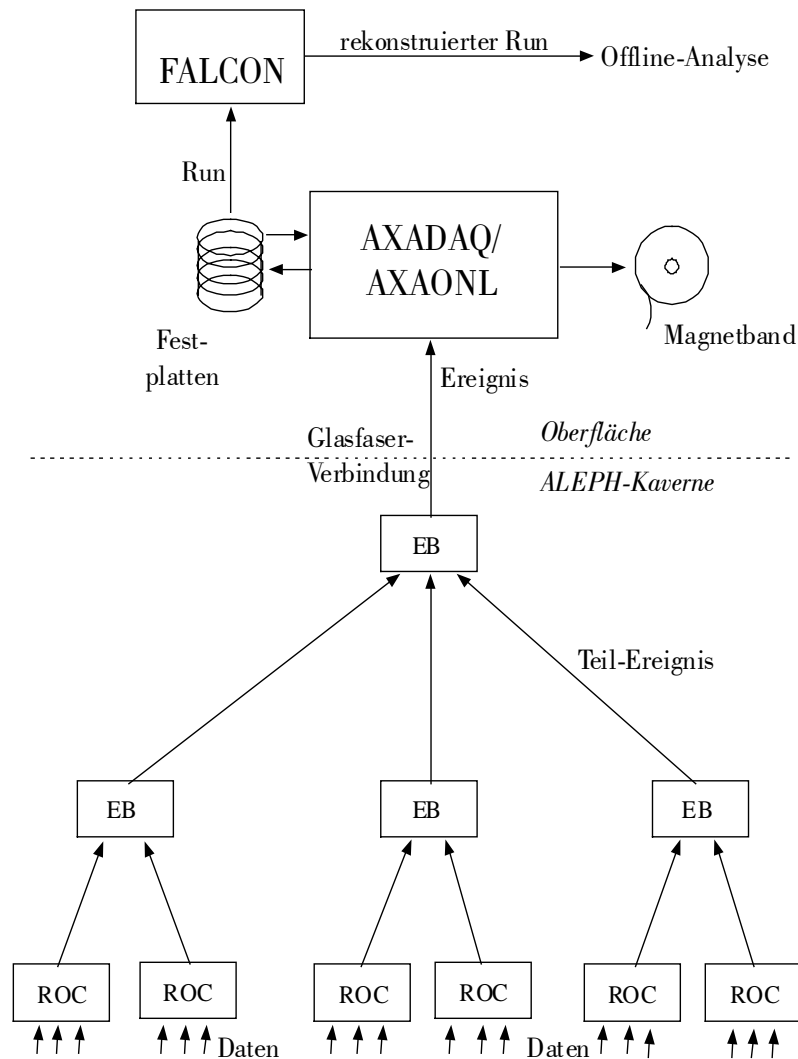 rekonstruierter Run
FALCON
Offline-Analyse
Run
AXADAQ/
AXAONL
Fest-
platten
Magnetband
Ereignis
Glasfaser-
Verbindung
Oberfläche
ALEPH-Kaverne
EB
Teil-Ereignis
EB
EB
EB
ROC
ROC
ROC
ROC
ROC
ROC
Daten
Daten